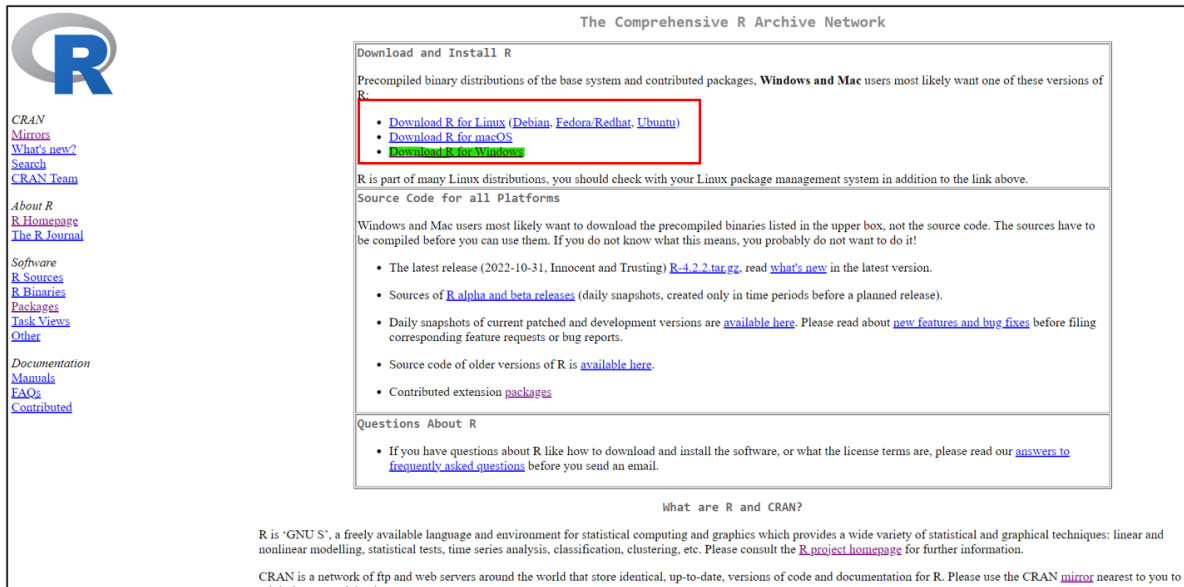 R
CRAN
Mirrors
What's new?
Search
CRAN Team
About R
R Homepage
The R Journal
Software
R Sources
R Binaries
Packages
Task Views
Other
Documentation
Manuals
FAQs
Contributed
The Comprehensive R Archive Network
Download and Install R
Precompiled binary distributions of the base system and contributed packages, Windows and Mac users most likely want one of these versions of
R:
• Download R for Linux (Debian, Fedora/Redhat, Ubuntu)
• Download R for macOS
• Download R for Windows
R is part of many Linux distributions, you should check with your Linux package management system in addition to the link above.
Source Code for all Platforms
Windows and Mac users most likely want to download the precompiled binaries listed in the upper box, not the source code. The sources have to
be compiled before you can use them. If you do not know what this means, you probably do not want to do it!
• The latest release (2022-10-31, Innocent and Trusting) R-4.2.2.tar.gz, read what's new in the latest version.
• Sources of R alpha and beta releases (daily snapshots, created only in time periods before a planned release).
• Daily snapshots of current patched and development versions are available here. Please read about new features and bug fixes before filing
corresponding feature requests or bug reports.
• Source code of older versions of R is available here.
• Contributed extension packages
Questions About R
• If you have questions about R like how to download and install the software, or what the license terms are, please read our answers to
frequently asked questions before you send an email.
What are R and CRAN?
R is ‘GNU S’, a freely available language and environment for statistical computing and graphics which provides a wide variety of statistical and graphical techniques: linear and
nonlinear modelling, statistical tests, time series analysis, classification, clustering, etc. Please consult the R project homepage for further information.
CRAN is a network of ftp and web servers around the world that store identical, up-to-date, versions of code and documentation for R. Please use the CRAN mirror nearest to you to